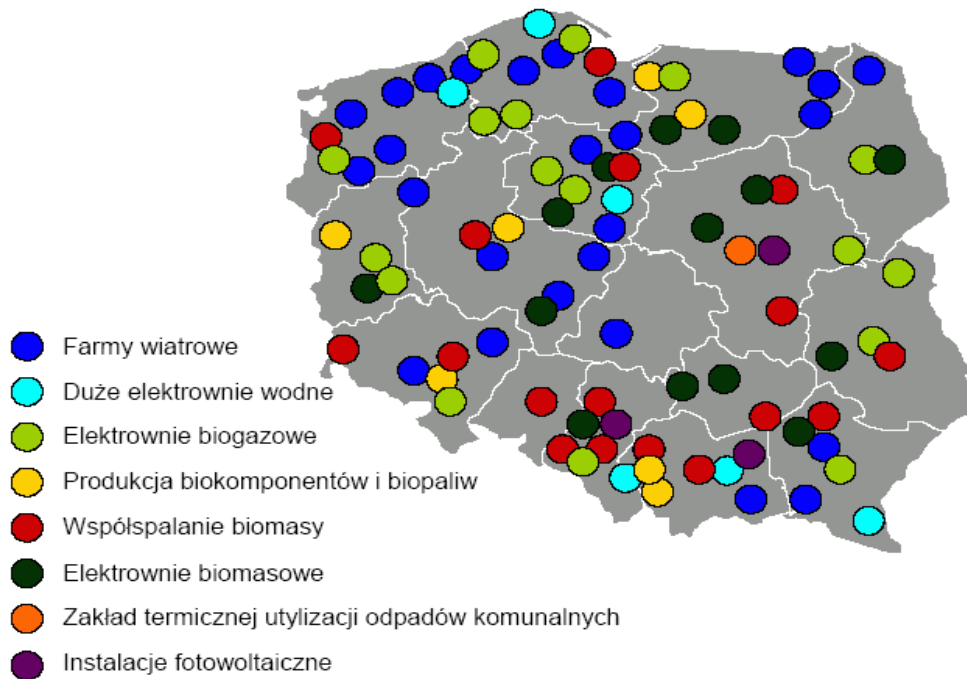 Farmy wiatrowe
Duże elektrownie wodne
Elektrownie biogazowe
Produkcja biokomponentów i biopaliw
Współspalanie biomasy
Elektrownie biomasowe
Zakład termicznej utylizacji odpadów komunalnych
Instalacje fotowoltaiczne